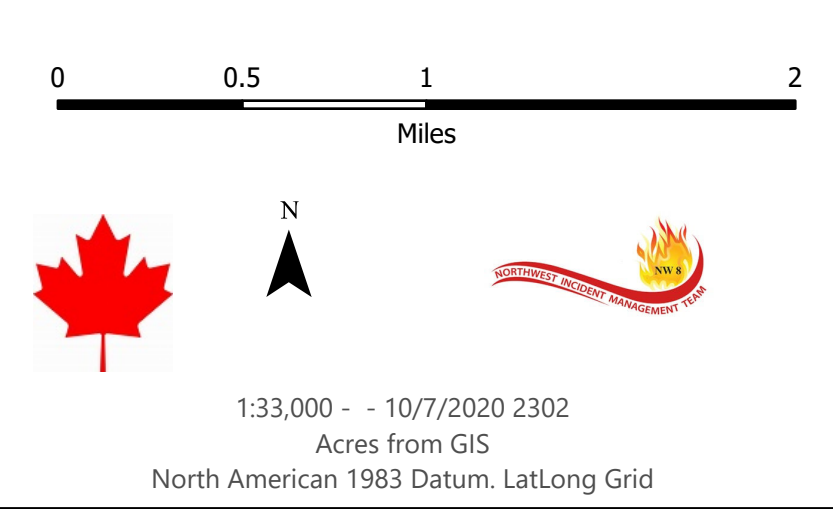 0 0.5 1 2
Miles
N
NW 8
NORTHWEST INCIDENT MANAGEMENT TEAM
1:33,000 -  - 10/7/2020 2302
Acres from GIS
North American 1983 Datum. LatLong Grid